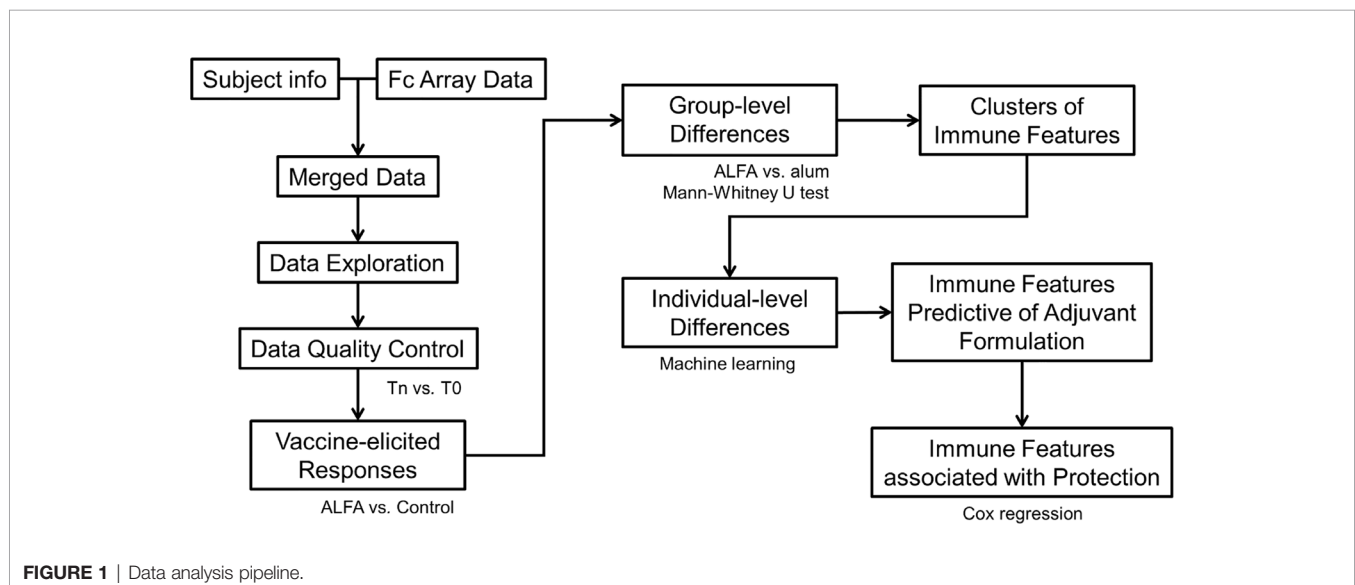 Subject info
Fc Array Data
Merged Data
Data Exploration
Data Quality Control
Tn vs. T0
Vaccine-elicited
Responses
ALFA vs. Control
Group-level
Differences
ALFA vs. alum
Mann-Whitney U test
Clusters of
Immune Features
Individual-level
Differences
Machine learning
Immune Features
Predictive of Adjuvant
Formulation
Immune Features
associated with Protection
Cox regression
FIGURE 1 | Data analysis pipeline.